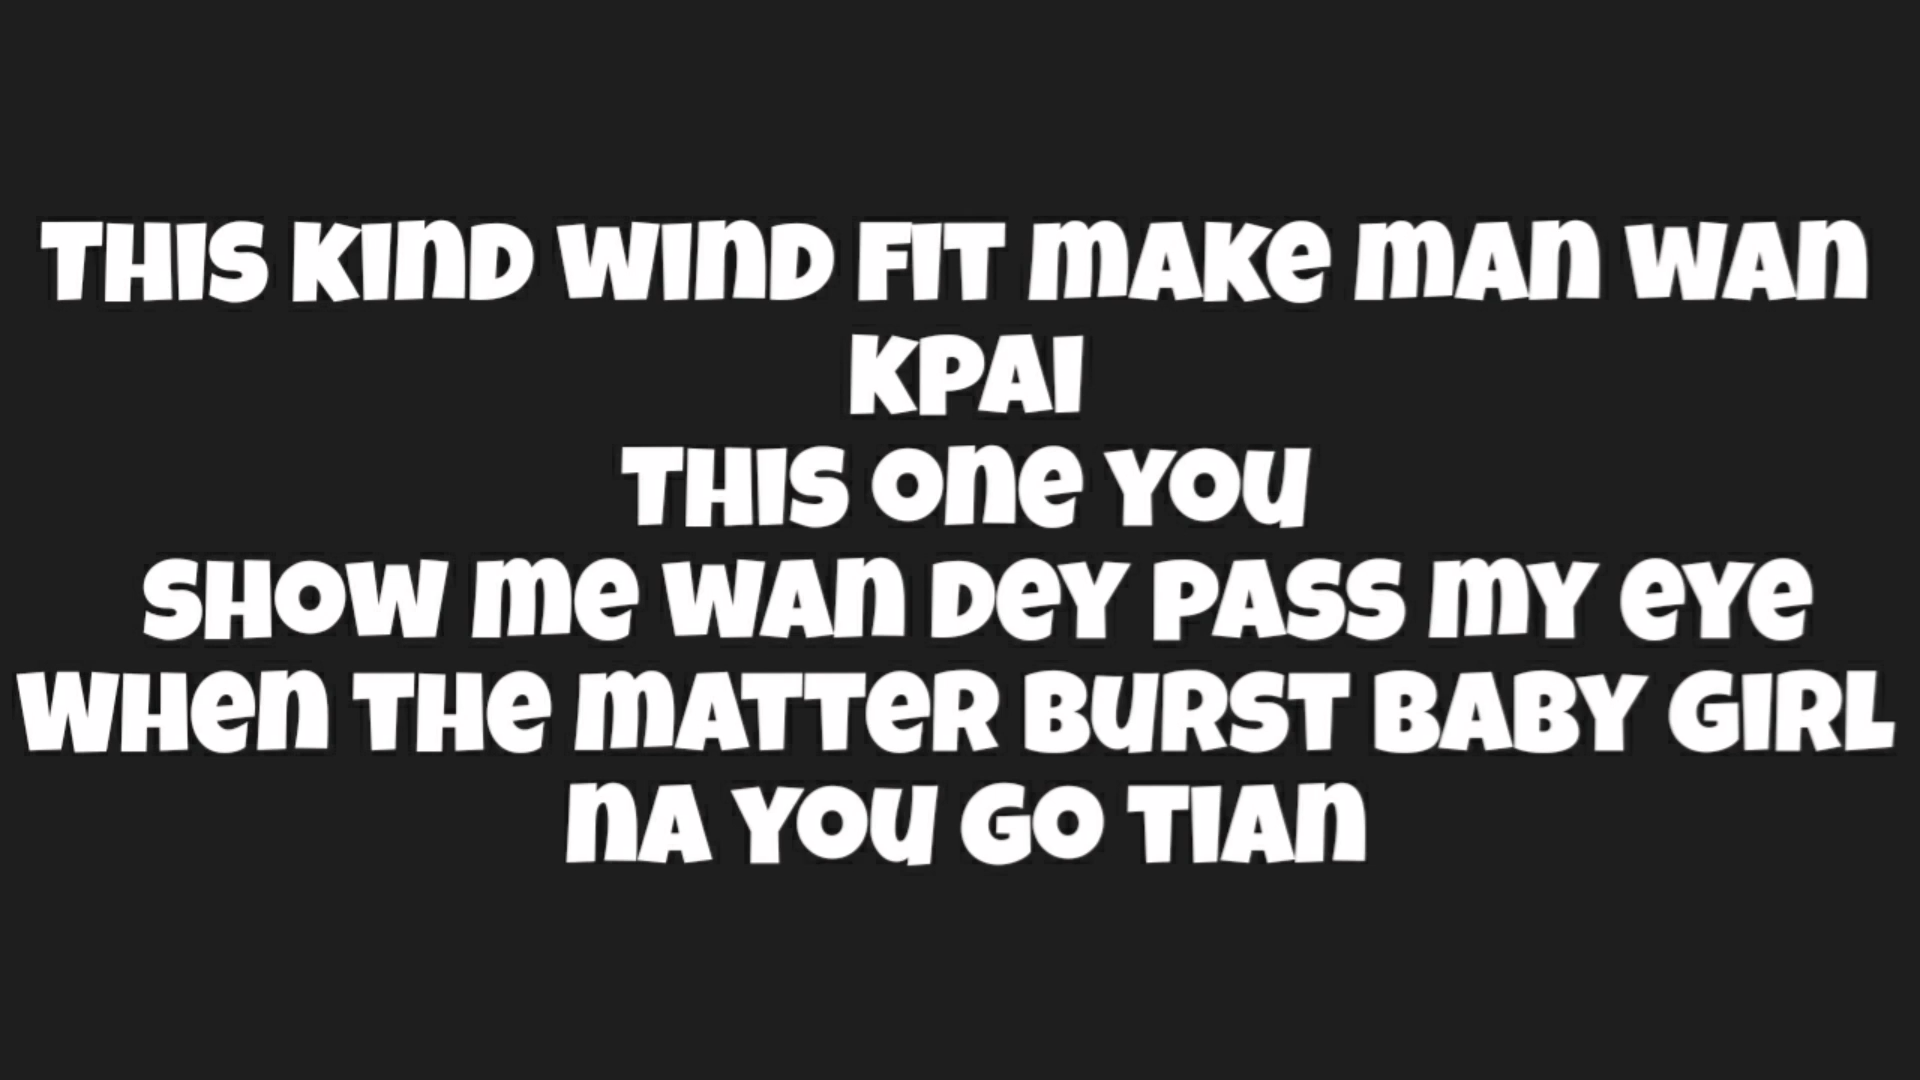 THIS KIND WIND FIT MAKE MAN WAN
KPAI
THIS ONE YOU
SHOW ME WAN DEY PASS MY EYE
WHEN THE MATTER BURST BABY GIRL
NA YOU GO TIAN